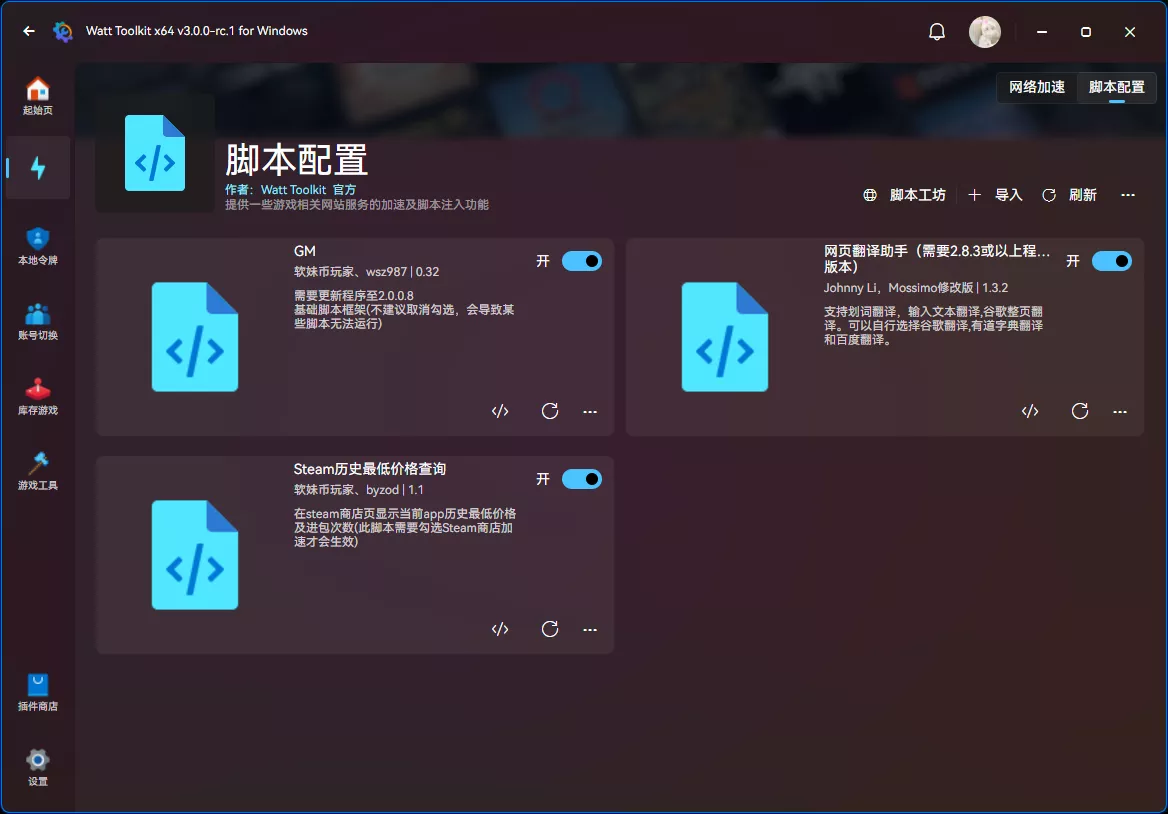 Watt Toolkit x64 v3.0.0-rc.1 for Windows
起始页
网络加速
脚本配置
脚本配置
作者：Watt Toolkit 官方
提供一些游戏相关网站服务的加速及脚本注入功能
脚本工坊
导入
刷新
本地令牌
账号切换
库存游戏
游戏工具
插件商店
设置
GM
开
软妹币玩家、wsz987 | 0.32
需要更新程序至2.0.0.8
基础脚本框架(不建议取消勾选，会导致某
些脚本无法运行)
网页翻译助手（需要2.8.3或以上程...
版本）
开
Johnny Li，Mossimo修改版 | 1.3.2
支持划词翻译，输入文本翻译,谷歌整页翻
译。可以自行选择谷歌翻译,有道字典翻译
和百度翻译。
Steam历史最低价格查询
开
软妹币玩家、byzod | 1.1
在steam商店页显示当前app历史最低价格
及进包次数(此脚本需要勾选Steam商店加
速才会生效)